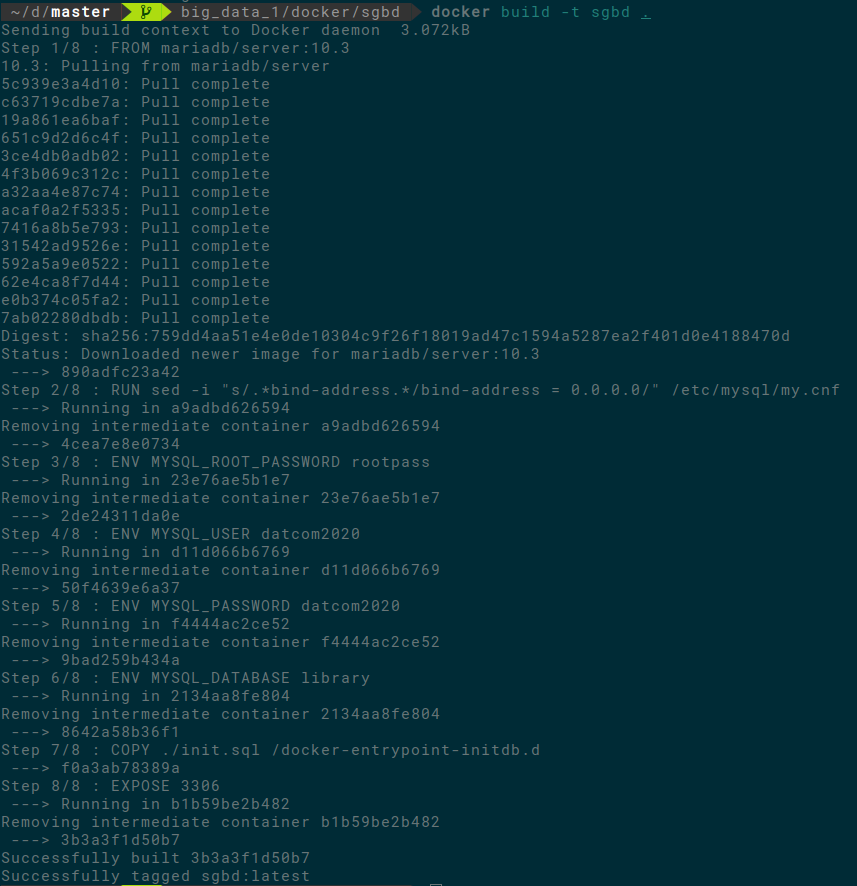 ~/d/master big_data_1/docker/sgbd docker build -t sgbd .
Sending build context to Docker daemon  3.072kB
Step 1/8 : FROM mariadb/server:10.3
10.3: Pulling from mariadb/server
5c939e3a4d10: Pull complete
c63719cdbe7a: Pull complete
19a861ea6baf: Pull complete
651c9d2d6c4f: Pull complete
3ce4db0adb02: Pull complete
4f3b069c312c: Pull complete
a32aa4e87c74: Pull complete
acaf0a2f5335: Pull complete
7416a8b5e793: Pull complete
31542ad9526e: Pull complete
592a5a9e0522: Pull complete
62e4ca8f7d44: Pull complete
e0b374c05fa2: Pull complete
7ab02280dbdb: Pull complete
Digest: sha256:759dd4aa51e4e0de10304c9f26f18019ad47c1594a5287ea2f401d0e4188470d
Status: Downloaded newer image for mariadb/server:10.3
 ---> 890adfc23a42
Step 2/8 : RUN sed -i "s/.*bind-address.*/bind-address = 0.0.0.0/" /etc/mysql/my.cnf
 ---> Running in a9adbd626594
Removing intermediate container a9adbd626594
 ---> 4cea7e8e0734
Step 3/8 : ENV MYSQL_ROOT_PASSWORD rootpass
 ---> Running in 23e76ae5b1e7
Removing intermediate container 23e76ae5b1e7
 ---> 2de24311da0e
Step 4/8 : ENV MYSQL_USER datcom2020
 ---> Running in d11d066b6769
Removing intermediate container d11d066b6769
 ---> 50f4639e6a37
Step 5/8 : ENV MYSQL_PASSWORD datcom2020
 ---> Running in f4444ac2ce52
Removing intermediate container f4444ac2ce52
 ---> 9bad259b434a
Step 6/8 : ENV MYSQL_DATABASE library
 ---> Running in 2134aa8fe804
Removing intermediate container 2134aa8fe804
 ---> 8642a58b36f1
Step 7/8 : COPY ./init.sql /docker-entrypoint-initdb.d
 ---> f0a3ab78389a
Step 8/8 : EXPOSE 3306
 ---> Running in b1b59be2b482
Removing intermediate container b1b59be2b482
 ---> 3b3a3f1d50b7
Successfully built 3b3a3f1d50b7
Successfully tagged sgbd:latest